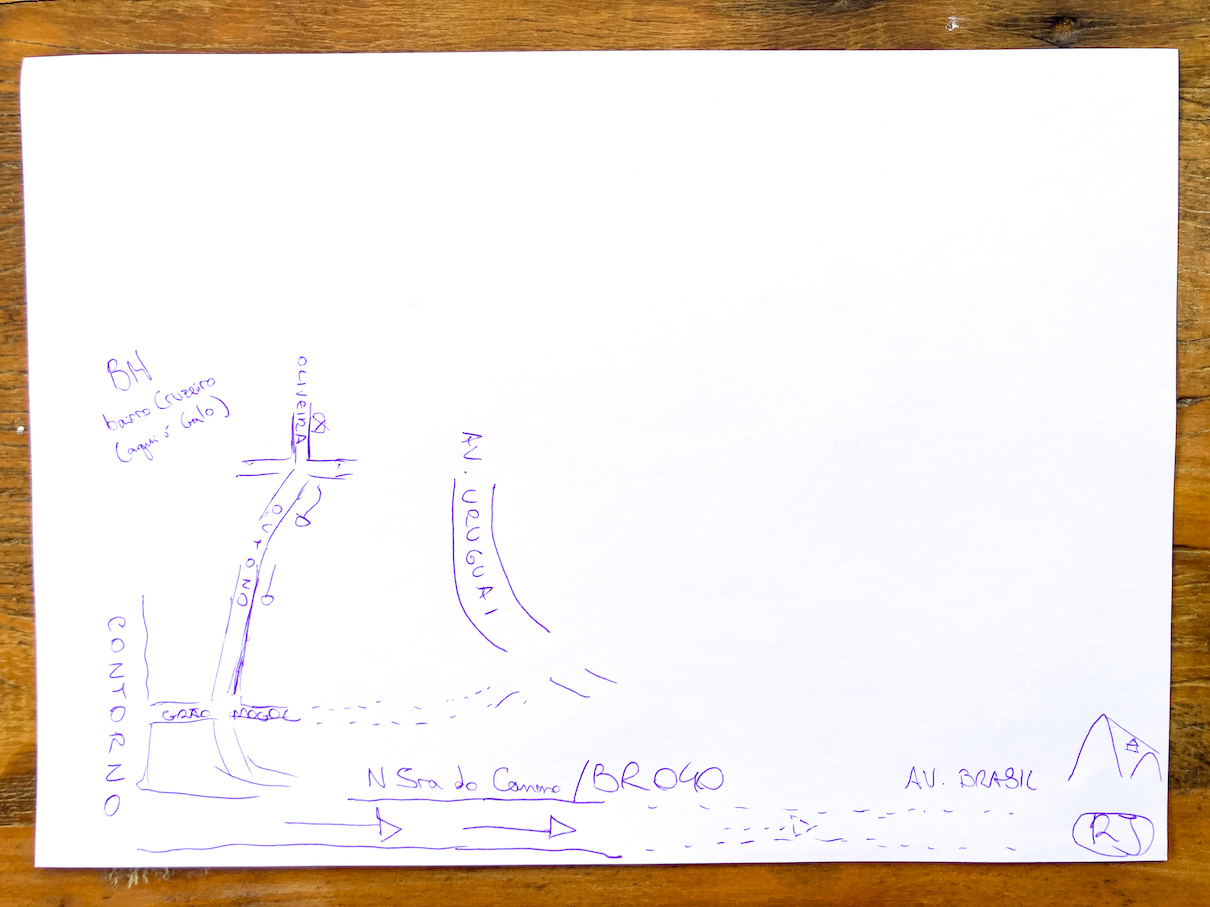 BH
bairro Cruzeiro
(aqui é Galo)
OLIVEIRA
OUTONO
AV. URUGUAI
CONTORNO
GRÃO MOGOL
N Sra do Carmo /BR040
AV. BRASIL
RJ